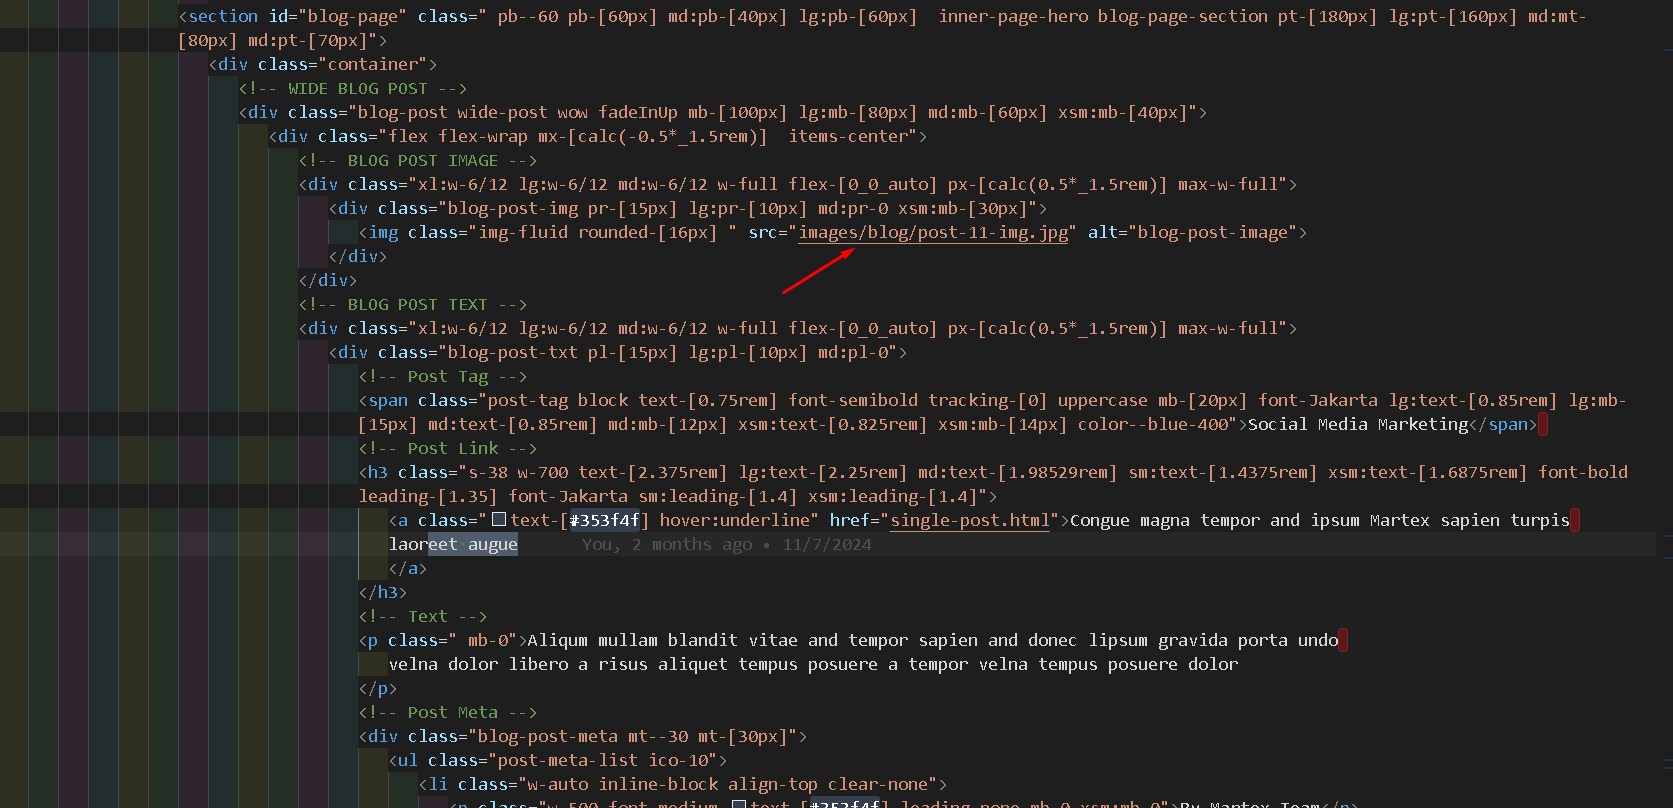 <section id="blog-page" class=" pb--60 pb-[60px] md:pb-[40px] lg:pb-[60px]  inner-page-hero blog-page-section pt-[180px] lg:pt-[160px] md:mt-
[80px] md:pt-[70px]">
<div class="container">
<!-- WIDE BLOG POST -->
<div class="blog-post wide-post wow fadeInUp mb-[100px] lg:mb-[80px] md:mb-[60px] xsm:mb-[40px]">
<div class="flex flex-wrap mx-[calc(-0.5*_1.5rem)]  items-center">
<!-- BLOG POST IMAGE -->
<div class="xl:w-6/12 lg:w-6/12 md:w-6/12 w-full flex-[0_0_auto] px-[calc(0.5*_1.5rem)] max-w-full">
<div class="blog-post-img pr-[15px] lg:pr-[10px] md:pr-0 xsm:mb-[30px]">
<img class="img-fluid rounded-[16px] " src="images/blog/post-11-img.jpg" alt="blog-post-image">
</div>
</div>
<!-- BLOG POST TEXT -->
<div class="xl:w-6/12 lg:w-6/12 md:w-6/12 w-full flex-[0_0_auto] px-[calc(0.5*_1.5rem)] max-w-full">
<div class="blog-post-txt pl-[15px] lg:pl-[10px] md:pl-0">
<!-- Post Tag -->
<span class="post-tag block text-[0.75rem] font-semibold tracking-[0] uppercase mb-[20px] font-Jakarta lg:text-[0.85rem] lg:mb-
[15px] md:text-[0.85rem] md:mb-[12px] xsm:text-[0.825rem] xsm:mb-[14px] color--blue-400">Social Media Marketing</span>
<!-- Post Link -->
<h3 class="s-38 w-700 text-[2.375rem] lg:text-[2.25rem] md:text-[1.98529rem] sm:text-[1.4375rem] xsm:text-[1.6875rem] font-bold
leading-[1.35] font-Jakarta sm:leading-[1.4] xsm:leading-[1.4]">
<a class="text-[#353f4f] hover:underline" href="single-post.html">Congue magna tempor and ipsum Martex sapien turpis
laoreet augue You, 2 months ago • 11/7/2024
</a>
</h3>
<!-- Text -->
<p class=" mb-0">Aliqum mullam blandit vitae and tempor sapien and donec lipsum gravida porta undo
velna dolor libero a risus aliquet tempus posuere a tempor velna tempus posuere dolor
</p>
<!-- Post Meta -->
<div class="blog-post-meta mt--30 mt-[30px]">
<ul class="post-meta-list ico-10">
<li class="w-auto inline-block align-top clear-none">
<p class="w-500 font-medium text-[#353f4f] leading-none mb-0 xsm:mb-0">By Martex Team</p>